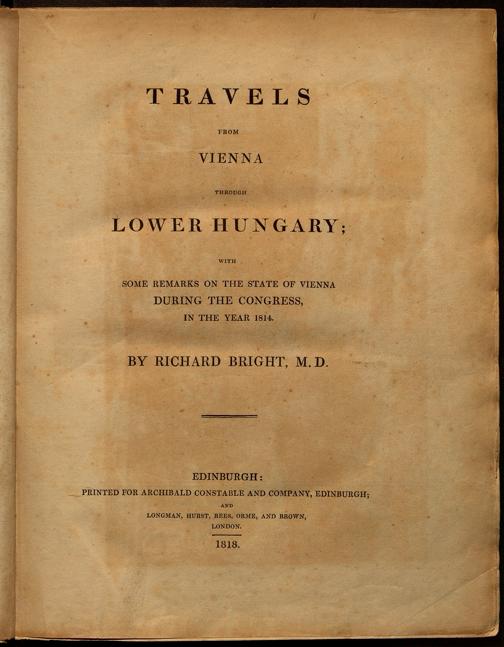 TRAVELS
FROM
VIENNA
THROUGH
LOWER HUNGARY;
WITH
SOME REMARKS ON THE STATE OF VIENNA
DURING THE CONGRESS,
IN THE YEAR 1814.
BY RICHARD BRIGHT, M. D.
EDINBURGH:
PRINTED FOR ARCHIBALD CONSTABLE AND COMPANY, EDINBURGH;
AND
LONGMAN, HURST, REES, ORME, AND BROWN,
LONDON.
1818.